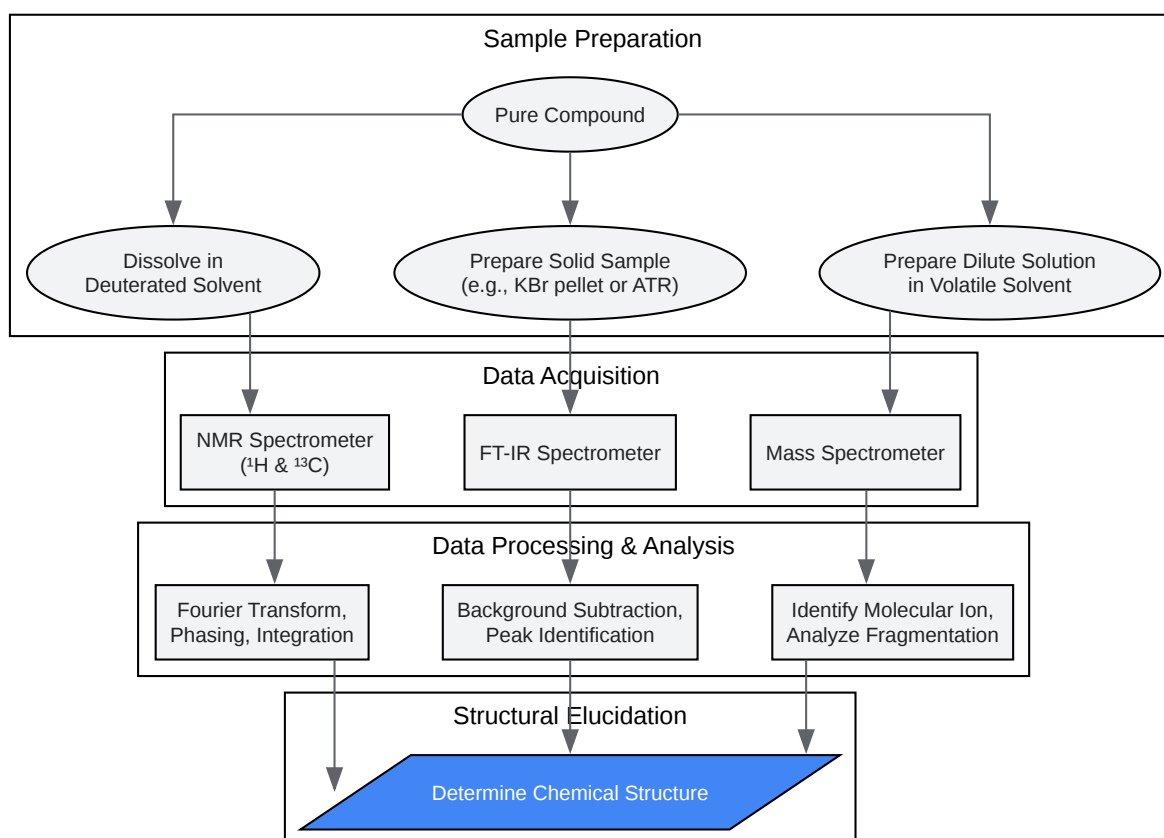 Sample Preparation
Pure Compound
Dissolve in
Deuterated Solvent
Prepare Solid Sample
(e.g., KBr pellet or ATR)
Prepare Dilute Solution
in Volatile Solvent
Data Acquisition
NMR Spectrometer
(¹H & ¹³C)
FT-IR Spectrometer
Mass Spectrometer
Data Processing & Analysis
Fourier Transform,
Phasing, Integration
Background Subtraction,
Peak Identification
Identify Molecular Ion,
Analyze Fragmentation
Structural Elucidation
Determine Chemical Structure